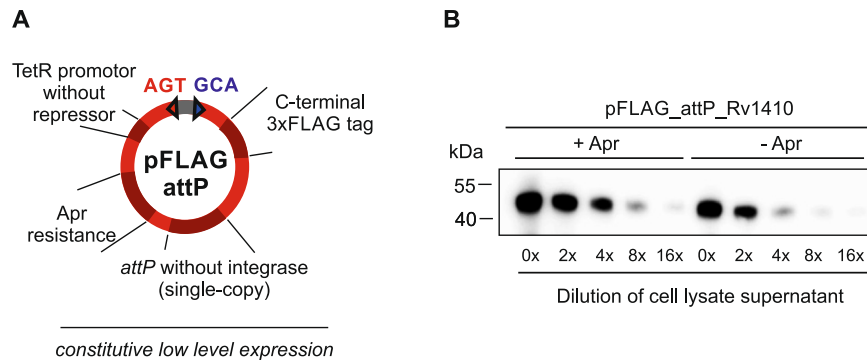 A
TetR promotor
without
repressor
AGT GCA
C-terminal
3xFLAG tag
pFLAG
attP
Apr
resistance
attP without integrase
(single-copy)
constitutive low level expression
B
pFLAG_attP_Rv1410
+ Apr - Apr
kDa
55
40
0x 2x 4x 8x 16x 0x 2x 4x 8x 16x
Dilution of cell lysate supernatant